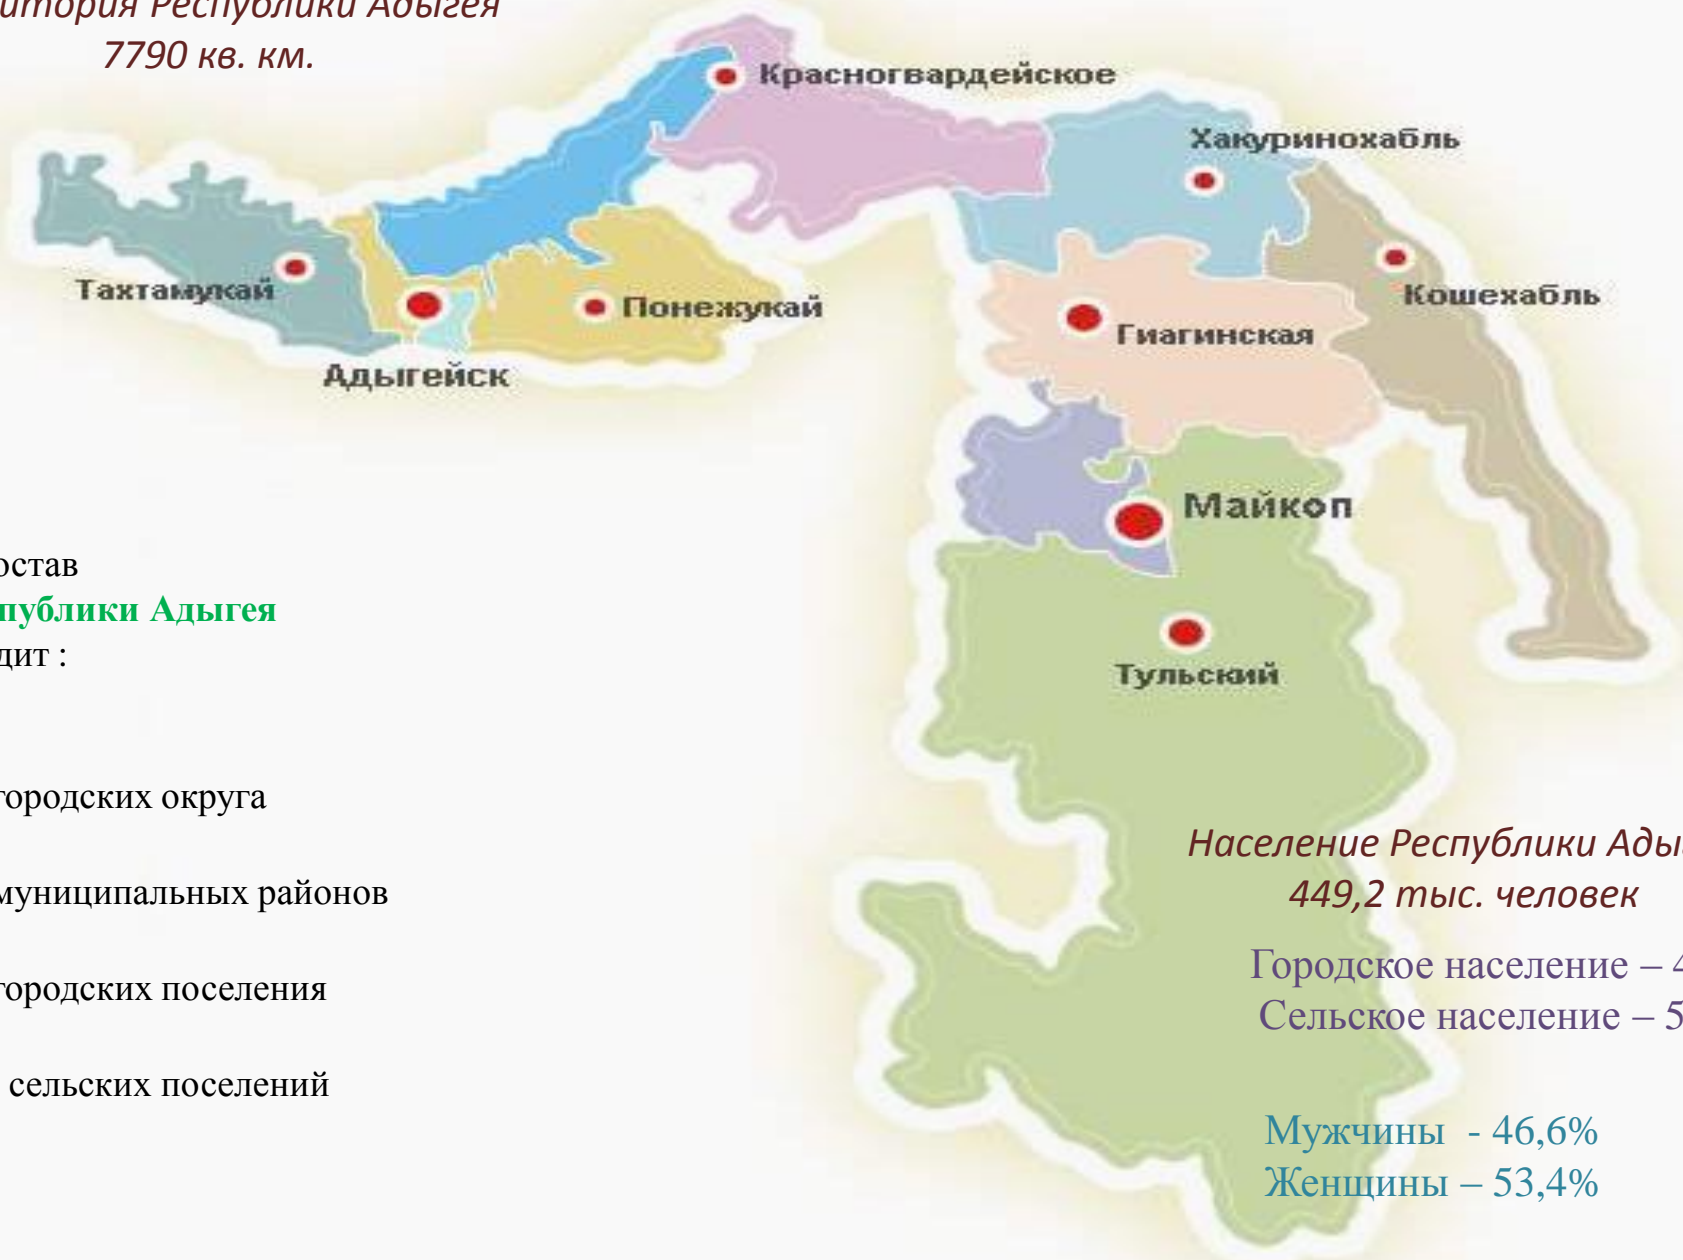 итория Республики Адыгея
7790 кв. км.
Красногвардейское
Хакуринохабль
Тахтамукай
Понежукай
Кошехабль
Гиагинская
Адыгейск
Майкоп
Тульский
остав
публики Адыгея
дит :
городских округа
муниципальных районов
городских поселения
сельских поселений
Население Республики Ады
449,2 тыс. человек
Городское население – 4
Сельское население – 5
Мужчины - 46,6%
Женщины – 53,4%